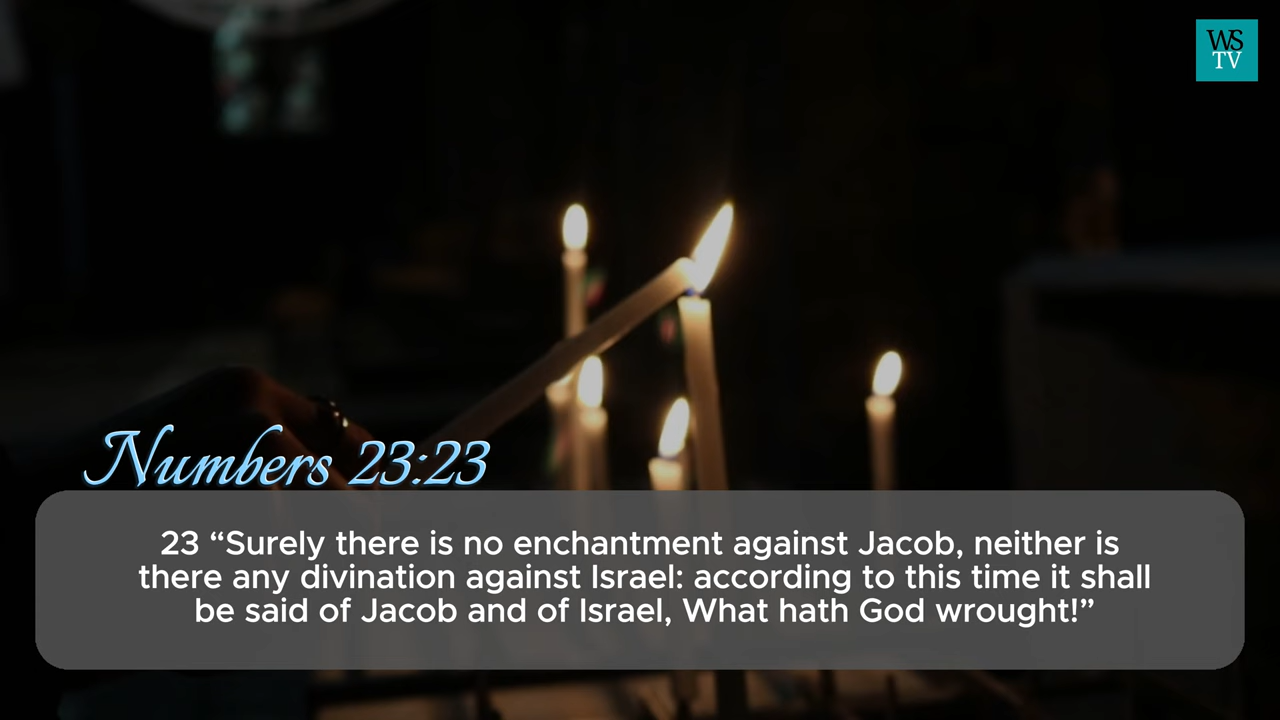 WS
TV
Numbers 23:23
23 “Surely there is no enchantment against Jacob, neither is
there any divination against Israel: according to this time it shall
be said of Jacob and of Israel, What hath God wrought!”